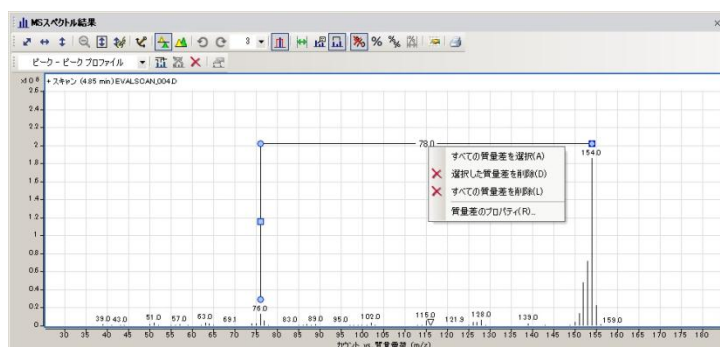 MSスペクトル結果
3
ピーク - ピーク プロファイル
x10 6
+ スキャン (4.85 min) EVALSCAN_004.D
2.6
2.4
2.2
2
1.8
1.6
1.4
1.2
1
0.8
0.6
0.4
0.2
0
78.0
154.0
すべての質量差を選択(A)
選択した質量差を削除(D)
すべての質量差を削除(L)
質量差のプロパティ(R)...
39.0 43.0 51.0 57.0 63.0 69.1 76.0 83.0 89.0 95.0 102.0 115.0 121.9 128.0 139.0 159.0
30 35 40 45 50 55 60 65 70 75 80 85 90 95 100 105 110 115 120 125 130 135 140 145 150 155 160 165 170 175 180 185
カウント vs. 質量電荷 (m/z)